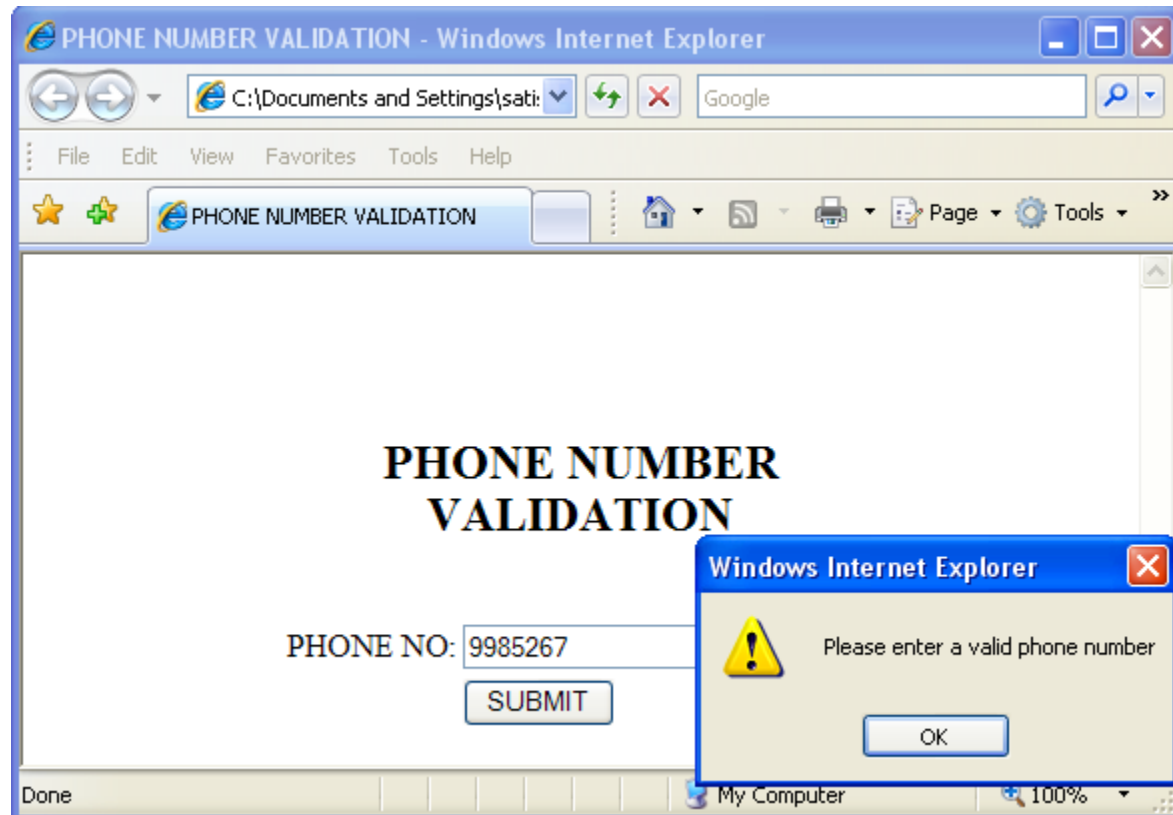 PHONE NUMBER VALIDATION - Windows Internet Explorer
C:\Documents and Settings\sati
Google
File Edit View Favorites Tools Help
PHONE NUMBER VALIDATION
Page Tools »
PHONE NUMBER
VALIDATION
PHONE NO: 9985267
SUBMIT
Windows Internet Explorer
Please enter a valid phone number
OK
Done My Computer 100%